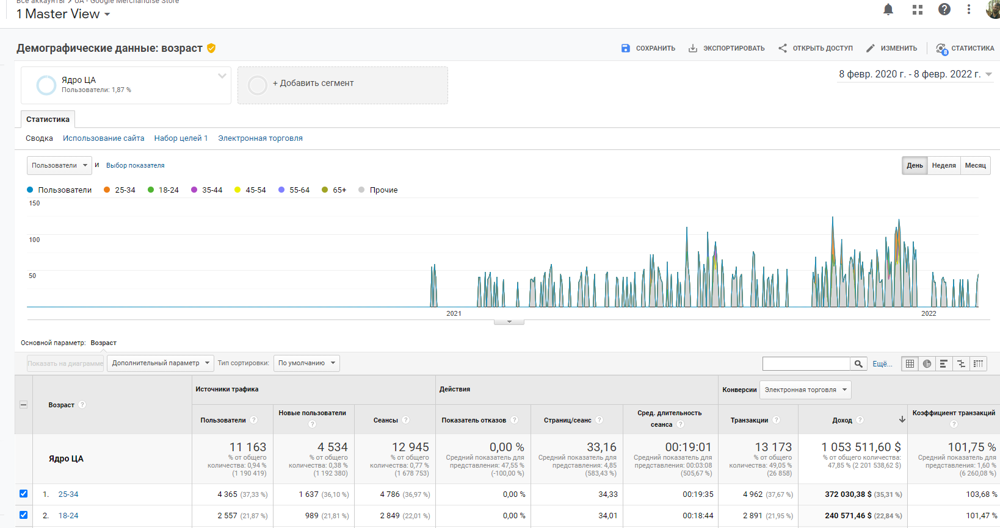 Все аккаунты > UA - Google Merchandise Store
1 Master View
Демографические данные: возраст
СОХРАНИТЬ
ЭКСПОРТИРОВАТЬ
ОТКРЫТЬ ДОСТУП
ИЗМЕНИТЬ
8
СТАТИСТИКА
Ядро ЦА
Пользователи: 1,87 %
+ Добавить сегмент
8 февр. 2020 г. - 8 февр. 2022 г.
Статистика
Сводка Использование сайта Набор целей 1 Электронная торговля
Пользователи и Выбор показателя
День Неделя Месяц
Пользователи 25-34 18-24 35-44 45-54 55-64 65+ Прочие
150
100
50
2021 2022
Основной параметр: Возраст
Показать на диаграмме Дополнительный параметр Тип сортировки: По умолчанию Ещё...
Возраст ?
Источники трафика
Действия
Конверсии Электронная торговля
Пользователи ?
Новые пользователи ?
Сеансы ?
Показатель отказов ?
Страниц/сеанс ?
Сред. длительность
сеанса ?
Транзакции ?
Доход ?
Коэффициент транзакций
?
Ядро ЦА
11 163
% от общего
количества: 0,94 %
(1 190 419)
4 534
% от общего
количества: 0,38 %
(1 192 380)
12 945
% от общего
количества: 0,77 %
(1 678 753)
0,00 %
Средний показатель для
представления: 47,55 %
(-100,00 %)
33,16
Средний показатель для
представления: 4,85
(583,43 %)
00:19:01
Средний показатель для
представления: 00:03:08
(505,67 %)
13 173
% от общего
количества: 49,05 %
(26 858)
1 053 511,60 $
% от общего количества:
47,85 % (2 201 538,62 $)
101,75 %
Средний показатель для
представления: 1,60 %
(6 260,08 %)
1. 25-34 4 365 (37,33 %) 1 637 (36,10 %) 4 786 (36,97 %) 0,00 % 34,33 00:19:35 4 962 (37,67 %) 372 030,38 $ (35,31 %) 103,68 %
2. 18-24 2 557 (21,87 %) 989 (21,81 %) 2 849 (22,01 %) 0,00 % 34,01 00:18:44 2 891 (21,95 %) 240 571,46 $ (22,84 %) 101,47 %